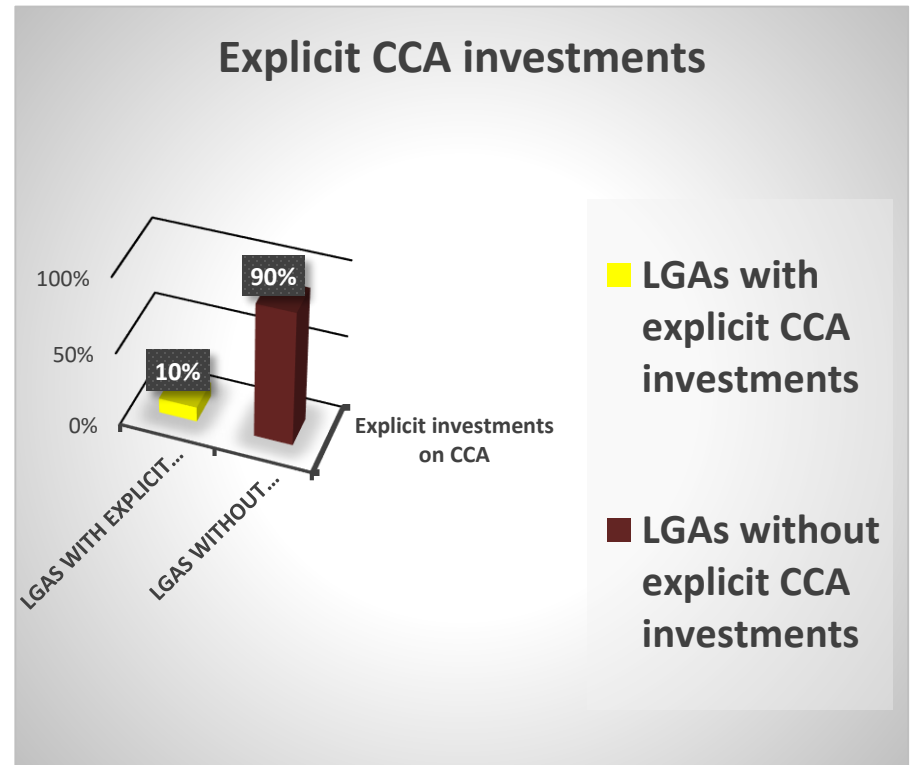 Explicit CCA investments
100%
50%
0%
10%
90%
LGAS WITH EXPLICIT...
LGAS WITHOUT...
Explicit investments
on CCA
LGAs with
explicit CCA
investments
LGAs without
explicit CCA
investments